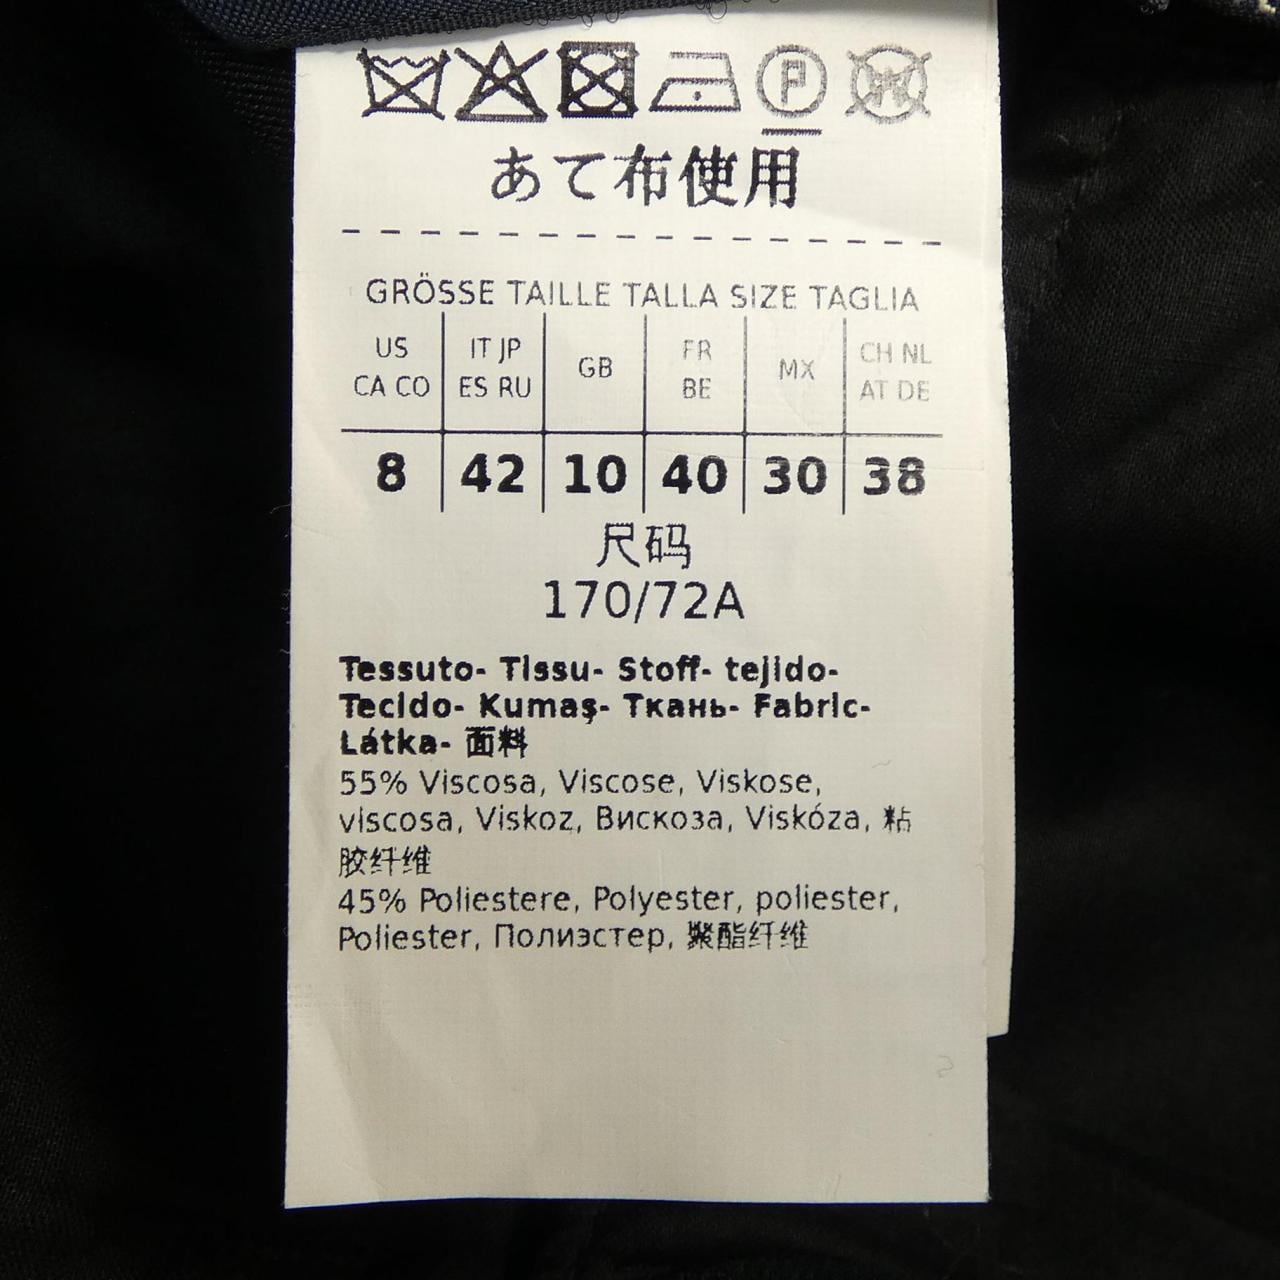 P W
あて布使用
GRÖSSE TAILLE TALLA SIZE TAGLIA
US CA CO
IT JP ES RU
GB
FR BE
MX
CH NL AT DE
8 42 10 40 30 38
尺码
170/72A
Tessuto- Tissu- Stoff- tejido-
Tecido- Kumaş- Ткань- Fabric-
Látka- 面料
55% Viscosa, Viscose, Viskose,
viscosa, Viskoz, Вискоза, Viskóza, 粘
胶纤维
45% Poliestere, Polyester, poliester,
Poliester, Полиэстер, 聚酯纤维